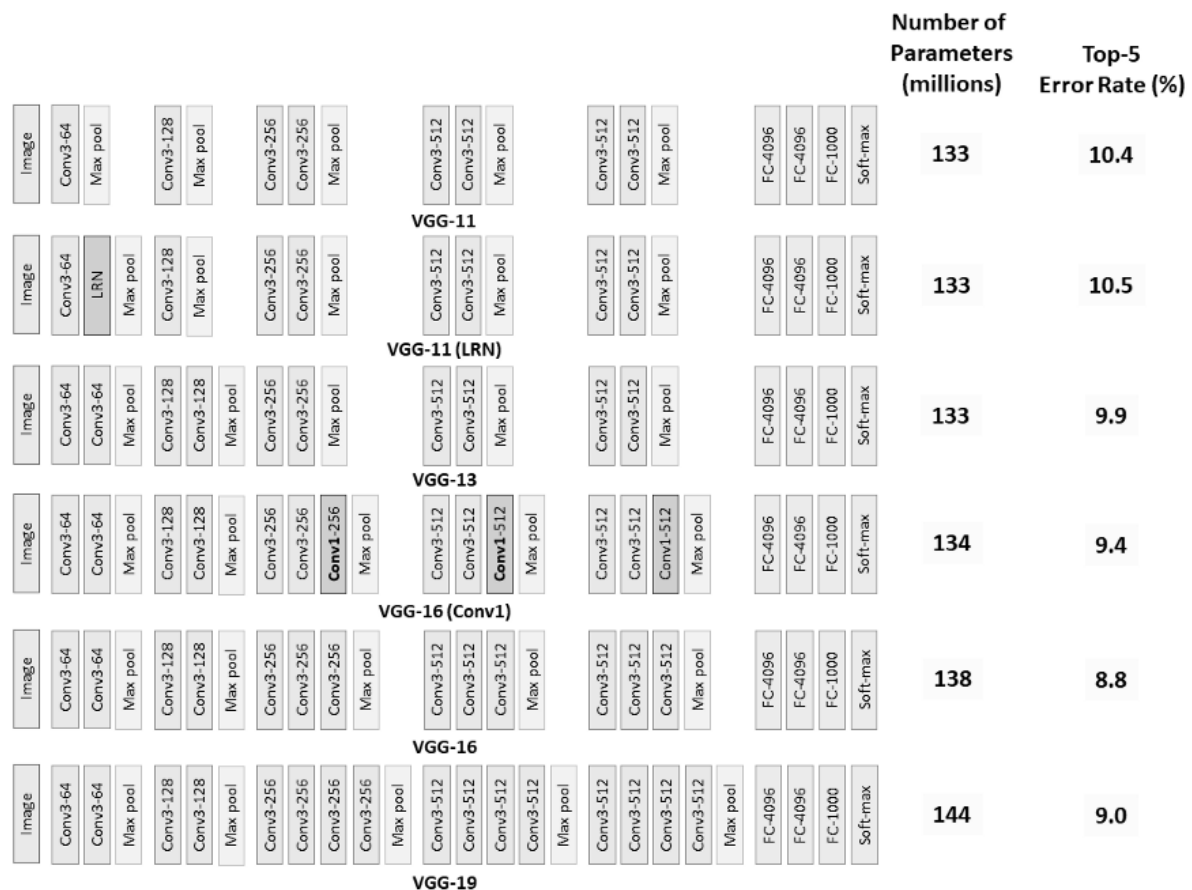 Number of
Parameters
(millions)
Top-5
Error Rate (%)
Image Conv3-64 Max pool Conv3-128 Max pool Conv3-256 Conv3-256 Max pool Conv3-512 Conv3-512 Max pool Conv3-512 Conv3-512 Max pool FC-4096 FC-4096 FC-1000 Soft-max 133 10.4
VGG-11
Image Conv3-64 LRN Max pool Conv3-128 Max pool Conv3-256 Conv3-256 Max pool Conv3-512 Conv3-512 Max pool Conv3-512 Conv3-512 Max pool FC-4096 FC-4096 FC-1000 Soft-max 133 10.5
VGG-11 (LRN)
Image Conv3-64 Conv3-64 Max pool Conv3-128 Conv3-128 Max pool Conv3-256 Conv3-256 Max pool Conv3-512 Conv3-512 Max pool Conv3-512 Conv3-512 Max pool FC-4096 FC-4096 FC-1000 Soft-max 133 9.9
VGG-13
Image Conv3-64 Conv3-64 Max pool Conv3-128 Conv3-128 Max pool Conv3-256 Conv3-256 Conv1-256 Max pool Conv3-512 Conv3-512 Conv1-512 Max pool Conv3-512 Conv3-512 Conv1-512 Max pool FC-4096 FC-4096 FC-1000 Soft-max 134 9.4
VGG-16 (Conv1)
Image Conv3-64 Conv3-64 Max pool Conv3-128 Conv3-128 Max pool Conv3-256 Conv3-256 Conv3-256 Max pool Conv3-512 Conv3-512 Conv3-512 Max pool Conv3-512 Conv3-512 Conv3-512 Max pool FC-4096 FC-4096 FC-1000 Soft-max 138 8.8
VGG-16
Image Conv3-64 Conv3-64 Max pool Conv3-128 Conv3-128 Max pool Conv3-256 Conv3-256 Conv3-256 Conv3-256 Max pool Conv3-512 Conv3-512 Conv3-512 Conv3-512 Max pool Conv3-512 Conv3-512 Conv3-512 Conv3-512 Max pool FC-4096 FC-4096 FC-1000 Soft-max 144 9.0
VGG-19